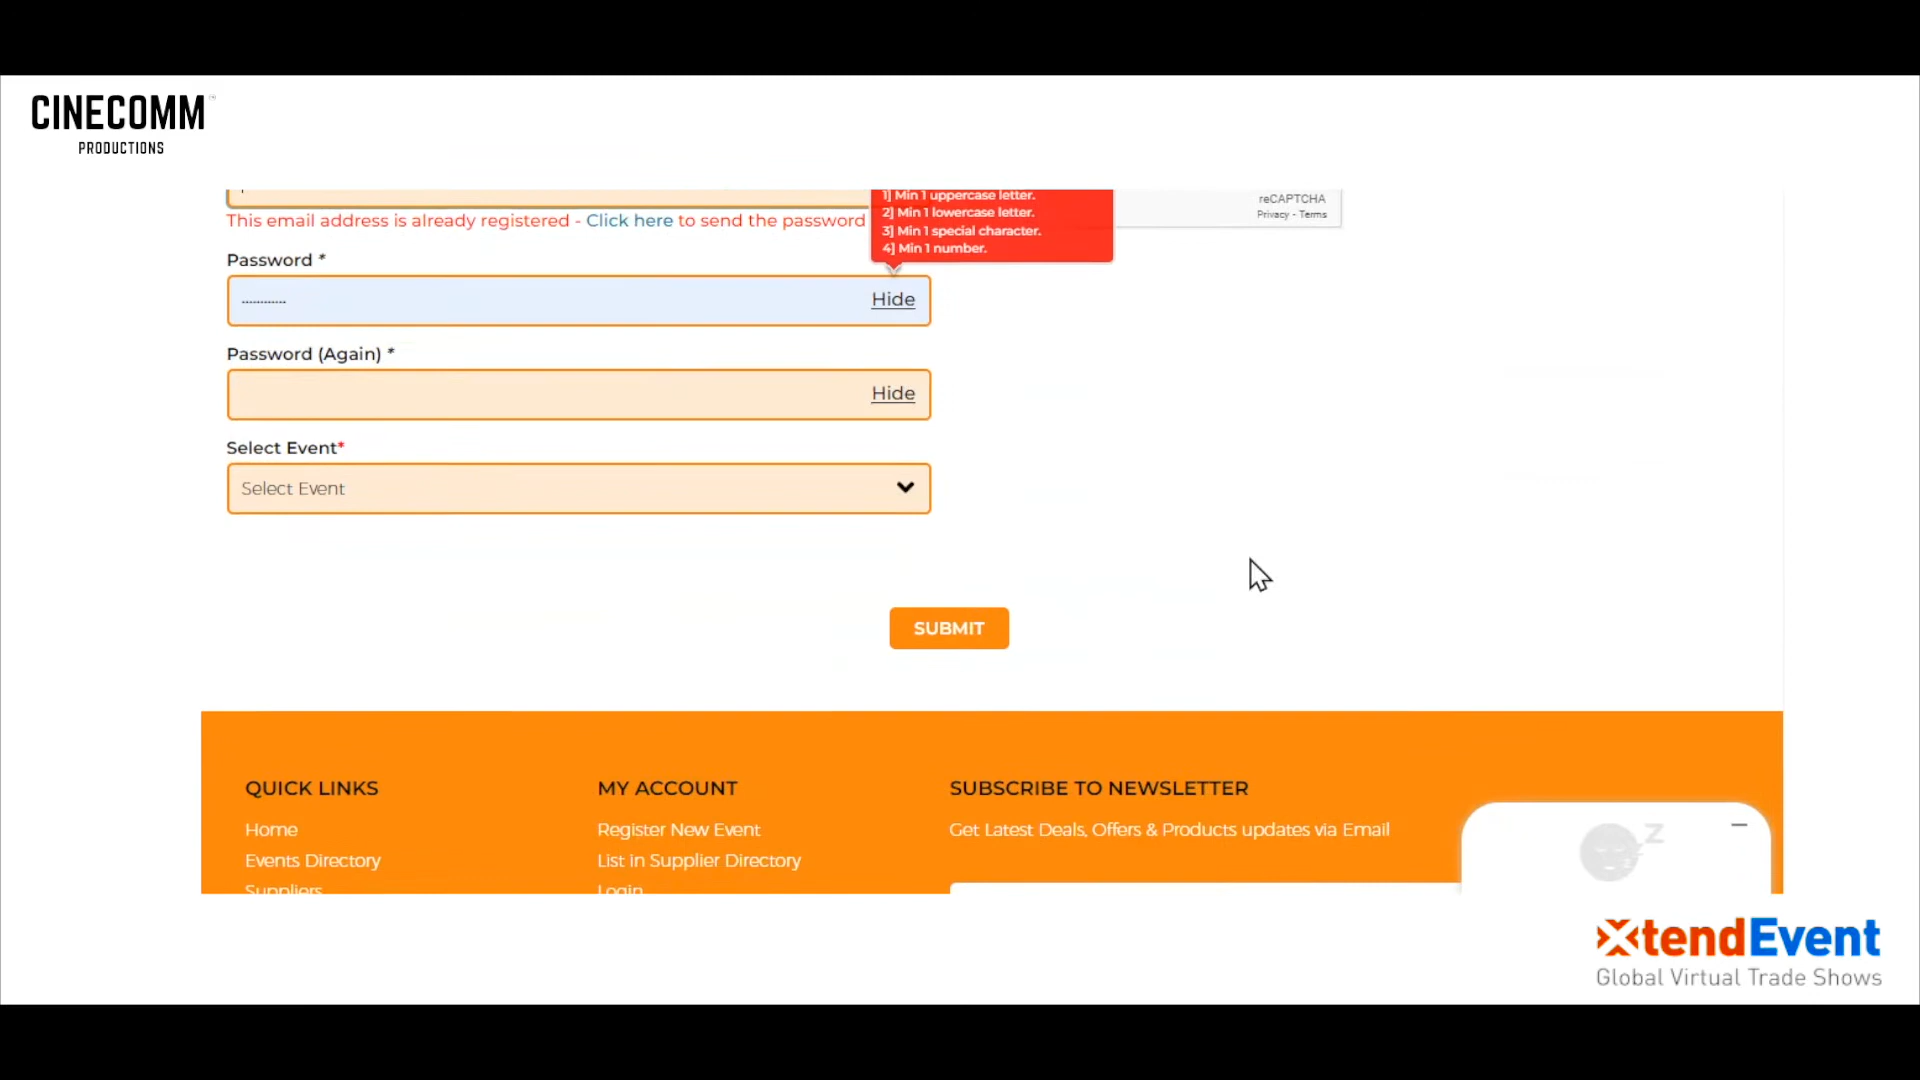 CINECOMM
PRODUCTIONS
1] Min 1 uppercase letter.
2] Min 1 lowercase letter.
3] Min 1 special character.
4] Min 1 number.
reCAPTCHA
Privacy - Terms
This email address is already registered - Click here to send the password
Password *
Hide
Password (Again) *
Hide
Select Event*
Select Event
SUBMIT
QUICK LINKS
MY ACCOUNT
SUBSCRIBE TO NEWSLETTER
Home
Register New Event
Get Latest Deals, Offers & Products updates via Email
Events Directory
List in Supplier Directory
Suppliers
Login
XtendEvent
Global Virtual Trade Shows